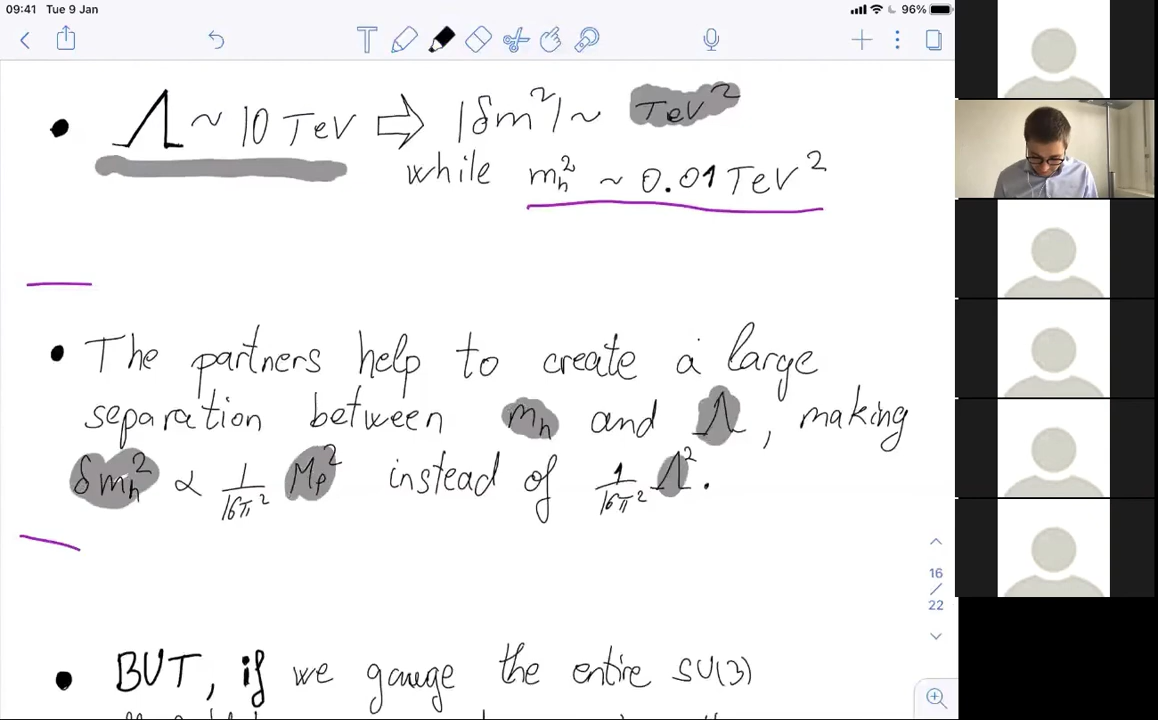 09:41 Tue 9 Jan
96%
T
• Λ ~ 10 TeV ⇒ |δm²| ~ TeV²
while m_h² ~ 0.01 TeV²
• The partners help to create a large
separation between m_h and Λ, making
δm_h² ∝ 1/16π² M_P² instead of 1/16π² Λ².
16
/
22
• BUT, if we gauge the entire SU(3)